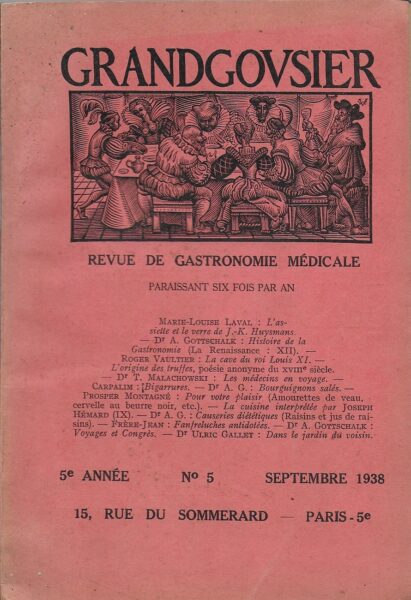 GRANDGOVSIER
REVUE DE GASTRONOMIE MÉDICALE
PARAISSANT SIX FOIS PAR AN
MARIE-LOUISE LAVAL : L'as-
siette et le verre de J.-K. Huysmans
— Dr A. GOTTSCHALK : Histoire de la
Gastronomie (La Renaissance : XII). —
ROGER VAULTIER : La cave du roi Louis XI. —
L'origine des truffes, poésie anonyme du XVIIIe siècle.
— Dr T. MALACHOWSKI : Les médecins en voyage. —
CARPALIM : Bigarrures. — Dr A. G. : Bourguignons salés. —
PROSPER MONTAGNÉ : Pour votre plaisir (Amourettes de veau,
cervelle au beurre noir, etc.). — La cuisine interprétée par JOSEPH
HÉMARD (IX). — Dr A. G. : Causeries diététiques (Raisins et jus de rai-
sins). — FRÈRE-JEAN : Fanfreluches antidotées. — Dr A. GOTTSCHALK :
Voyages et Congrès. — Dr ULRIC GALLET : Dans le jardin du voisin.
5e ANNÉE No 5 SEPTEMBRE 1938
15, RUE DU SOMMERARD — PARIS-5e